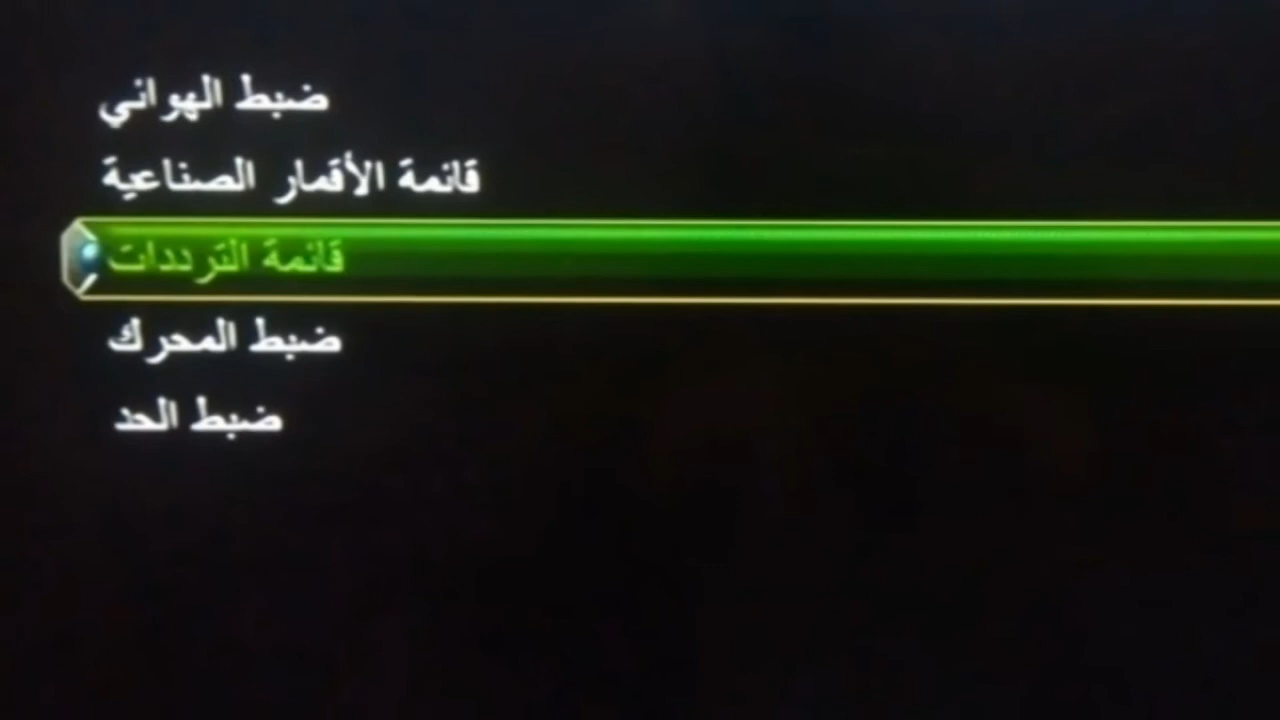 ضبط الهوائي
قائمة الأقمار الصناعية
قائمة الترددات
ضبط المحرك
ضبط الحد